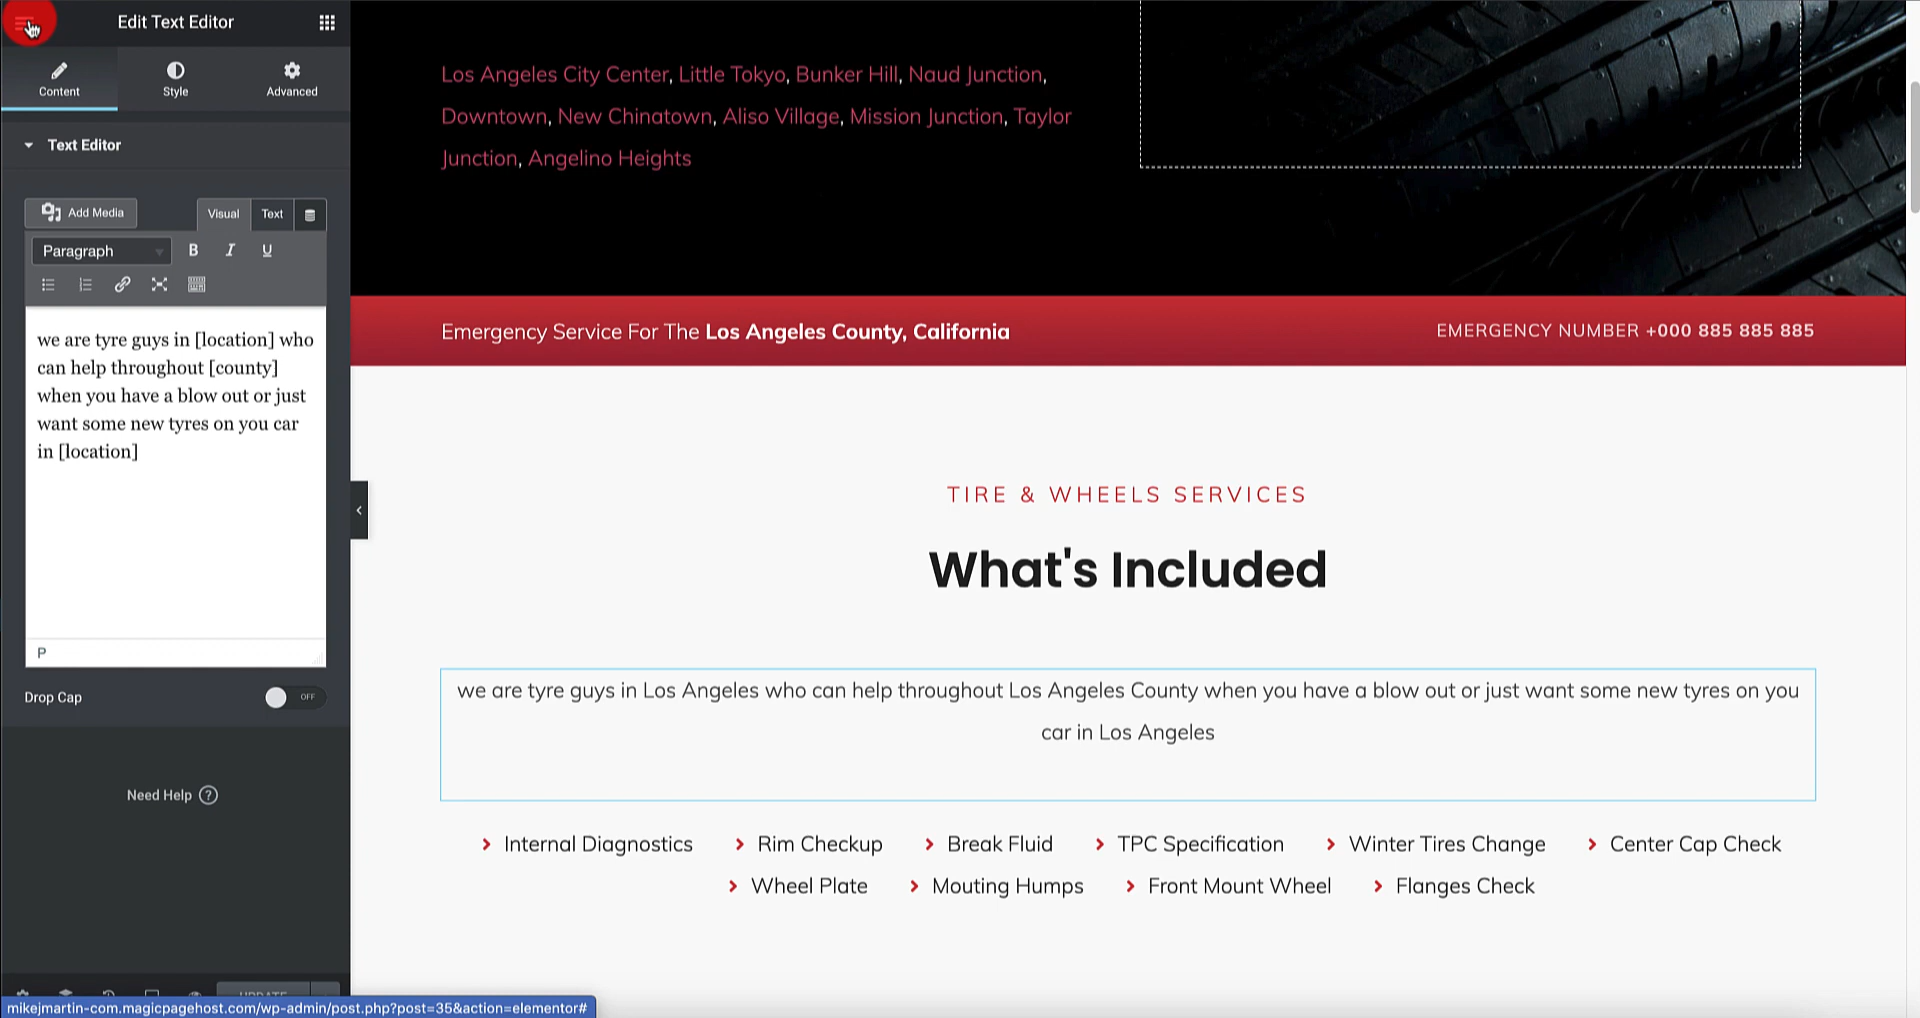 Edit Text Editor
Content
Style
Advanced
Text Editor
Add Media
Visual
Text
Paragraph
B
I
U
we are tyre guys in [location] who
can help throughout [county]
when you have a blow out or just
want some new tyres on you car
in [location]
P
Drop Cap
OFF
Need Help ?
UPDATE
mikejmartin-com.magicpagehost.com/wp-admin/post.php?post=35&action=elementor#
Los Angeles City Center, Little Tokyo, Bunker Hill, Naud Junction,
Downtown, New Chinatown, Aliso Village, Mission Junction, Taylor
Junction, Angelino Heights
Emergency Service For The Los Angeles County, California
EMERGENCY NUMBER +000 885 885 885
TIRE & WHEELS SERVICES
What's Included
we are tyre guys in Los Angeles who can help throughout Los Angeles County when you have a blow out or just want some new tyres on you
car in Los Angeles
Internal Diagnostics
Rim Checkup
Break Fluid
TPC Specification
Winter Tires Change
Center Cap Check
Wheel Plate
Mouting Humps
Front Mount Wheel
Flanges Check